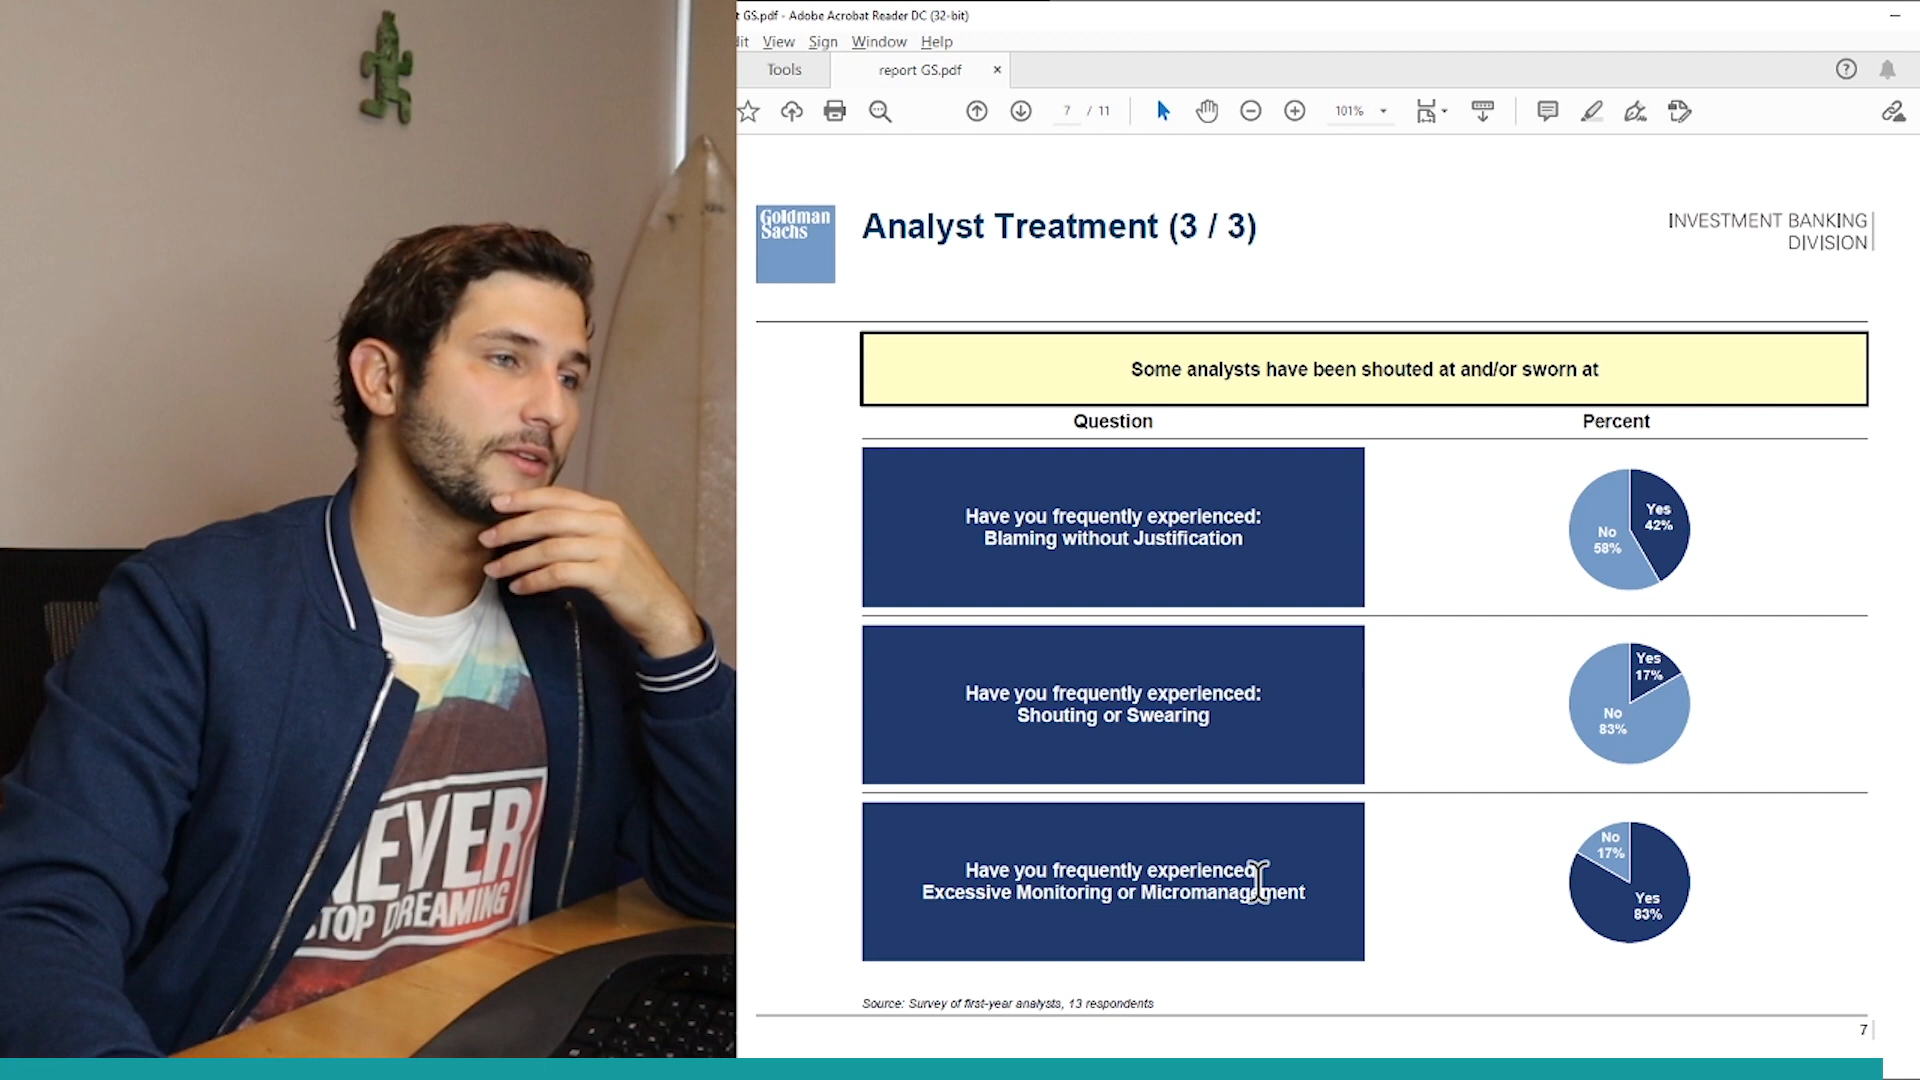 GS.pdf - Adobe Acrobat Reader DC (32-bit)
View Sign Window Help
Tools
report GS.pdf
7 / 11
101%
Goldman
Sachs
Analyst Treatment (3 / 3)
INVESTMENT BANKING
DIVISION
Some analysts have been shouted at and/or sworn at
Question
Percent
Have you frequently experienced:
Blaming without Justification
Yes
42%
No
58%
Have you frequently experienced:
Shouting or Swearing
Yes
17%
No
83%
Have you frequently experienced:
Excessive Monitoring or Micromanagement
No
17%
Yes
83%
Source: Survey of first-year analysts, 13 respondents
7
NEVER
STOP DREAMING